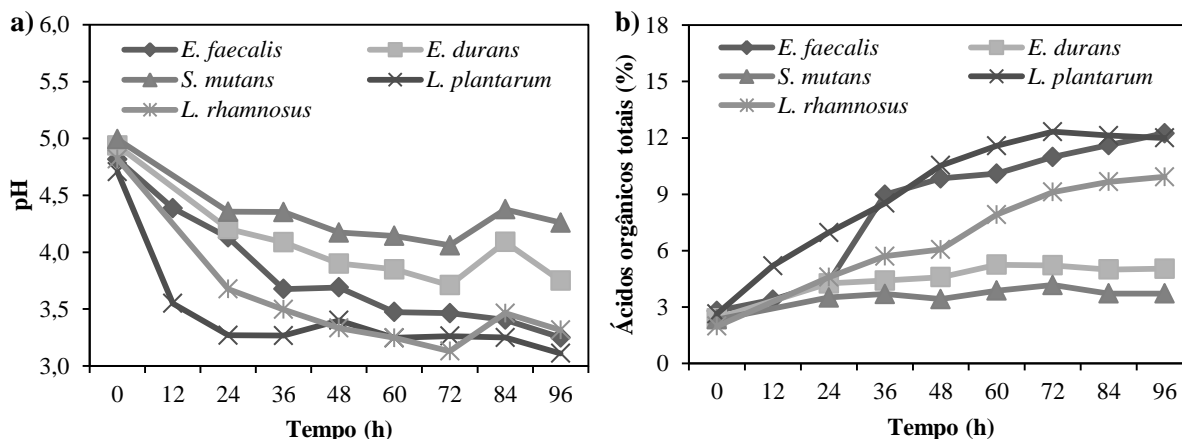 a)
6,0
5,5
5,0
4,5
4,0
3,5
3,0
pH
E. faecalis
E. durans
S. mutans
L. plantarum
L. rhamnosus
0 12 24 36 48 60 72 84 96
Tempo (h)
b)
18
15
12
9
6
3
0
Ácidos orgânicos totais (%)
E. faecalis
E. durans
S. mutans
L. plantarum
L. rhamnosus
0 12 24 36 48 60 72 84 96
Tempo (h)